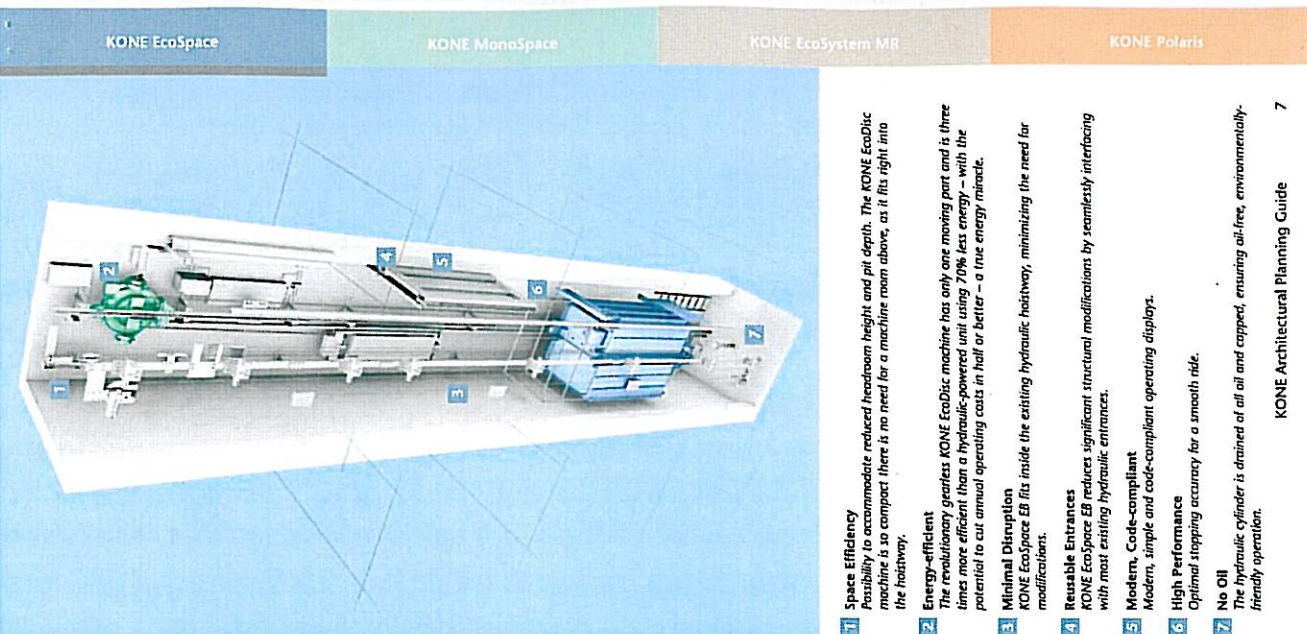 KONE EcoSpace
KONE MonoSpace
KONE EcoSystem MR
KONE Polaris
1
2
3
4
5
6
7
1 Space Efficiency
Possibility to accommodate reduced headroom height and pit depth. The KONE EcoDisc
machine is so compact there is no need for a machine room above, as it fits right into
the hoistway.
2 Energy-efficient
The revolutionary gearless KONE EcoDisc machine has only one moving part and is three
times more efficient than a hydraulic-powered unit using 70% less energy – with the
potential to cut annual operating costs in half or better – a true energy miracle.
3 Minimal Disruption
KONE EcoSpace EB fits inside the existing hydraulic hoistway, minimizing the need for
modifications.
4 Reusable Entrances
KONE EcoSpace EB reduces significant structural modifications by seamlessly interfacing
with most existing hydraulic entrances.
5 Modern, Code-compliant
Modern, simple and code-compliant operating displays.
6 High Performance
Optimal stopping accuracy for a smooth ride.
7 No Oil
The hydraulic cylinder is drained of all oil and capped, ensuring oil-free, environmentally-
friendly operation.
KONE Architectural Planning Guide 7